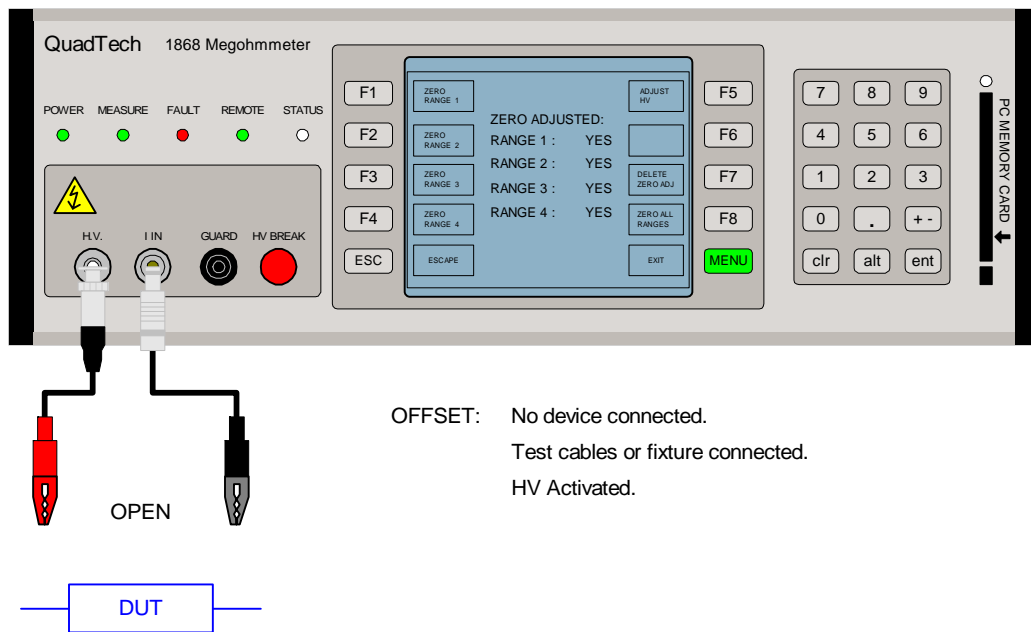 QuadTech 1868 Megohmmeter
POWER MEASURE FAULT REMOTE STATUS
H.V. I IN GUARD HV BREAK
F1
F2
F3
F4
ESC
ZERO
RANGE 1
ZERO
RANGE 2
ZERO
RANGE 3
ZERO
RANGE 4
ESCAPE
ZERO ADJUSTED:
RANGE 1 : YES
RANGE 2 : YES
RANGE 3 : YES
RANGE 4 : YES
ADJUST
HV
DELETE
ZERO ADJ
ZERO ALL
RANGES
EXIT
F5
F6
F7
F8
MENU
7 8 9
4 5 6
1 2 3
0 . + -
clr alt ent
PC MEMORY CARD
OPEN
OFFSET: No device connected.
Test cables or fixture connected.
HV Activated.
DUT